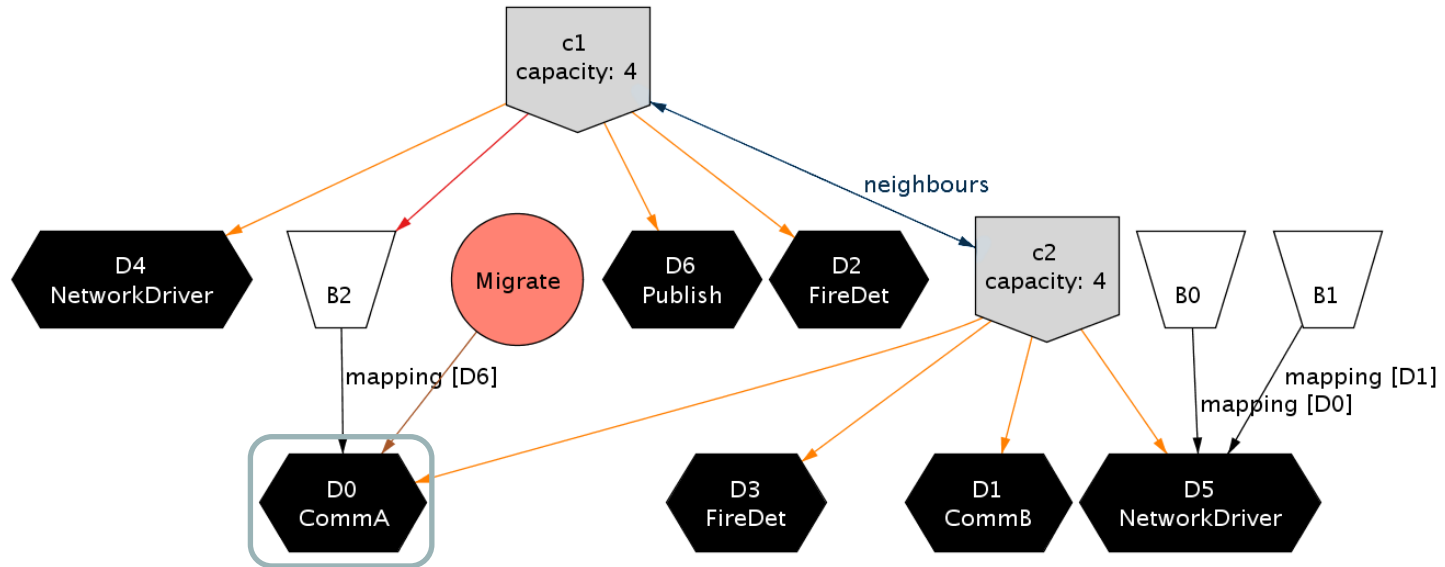 c1
capacity: 4
neighbours
D4
NetworkDriver
B2
Migrate
D6
Publish
D2
FireDet
c2
capacity: 4
B0
B1
mapping [D6]
mapping [D1]
mapping [D0]
D0
CommA
D3
FireDet
D1
CommB
D5
NetworkDriver